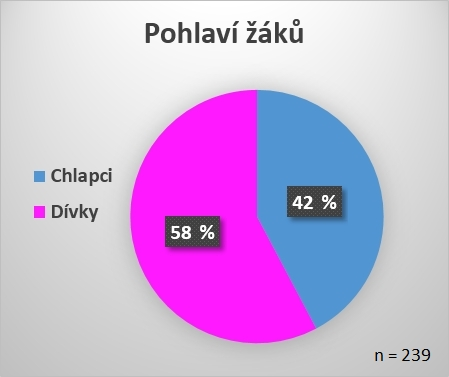 Pohlaví žáků
Chlapci
Dívky
42 %
58 %
n = 239